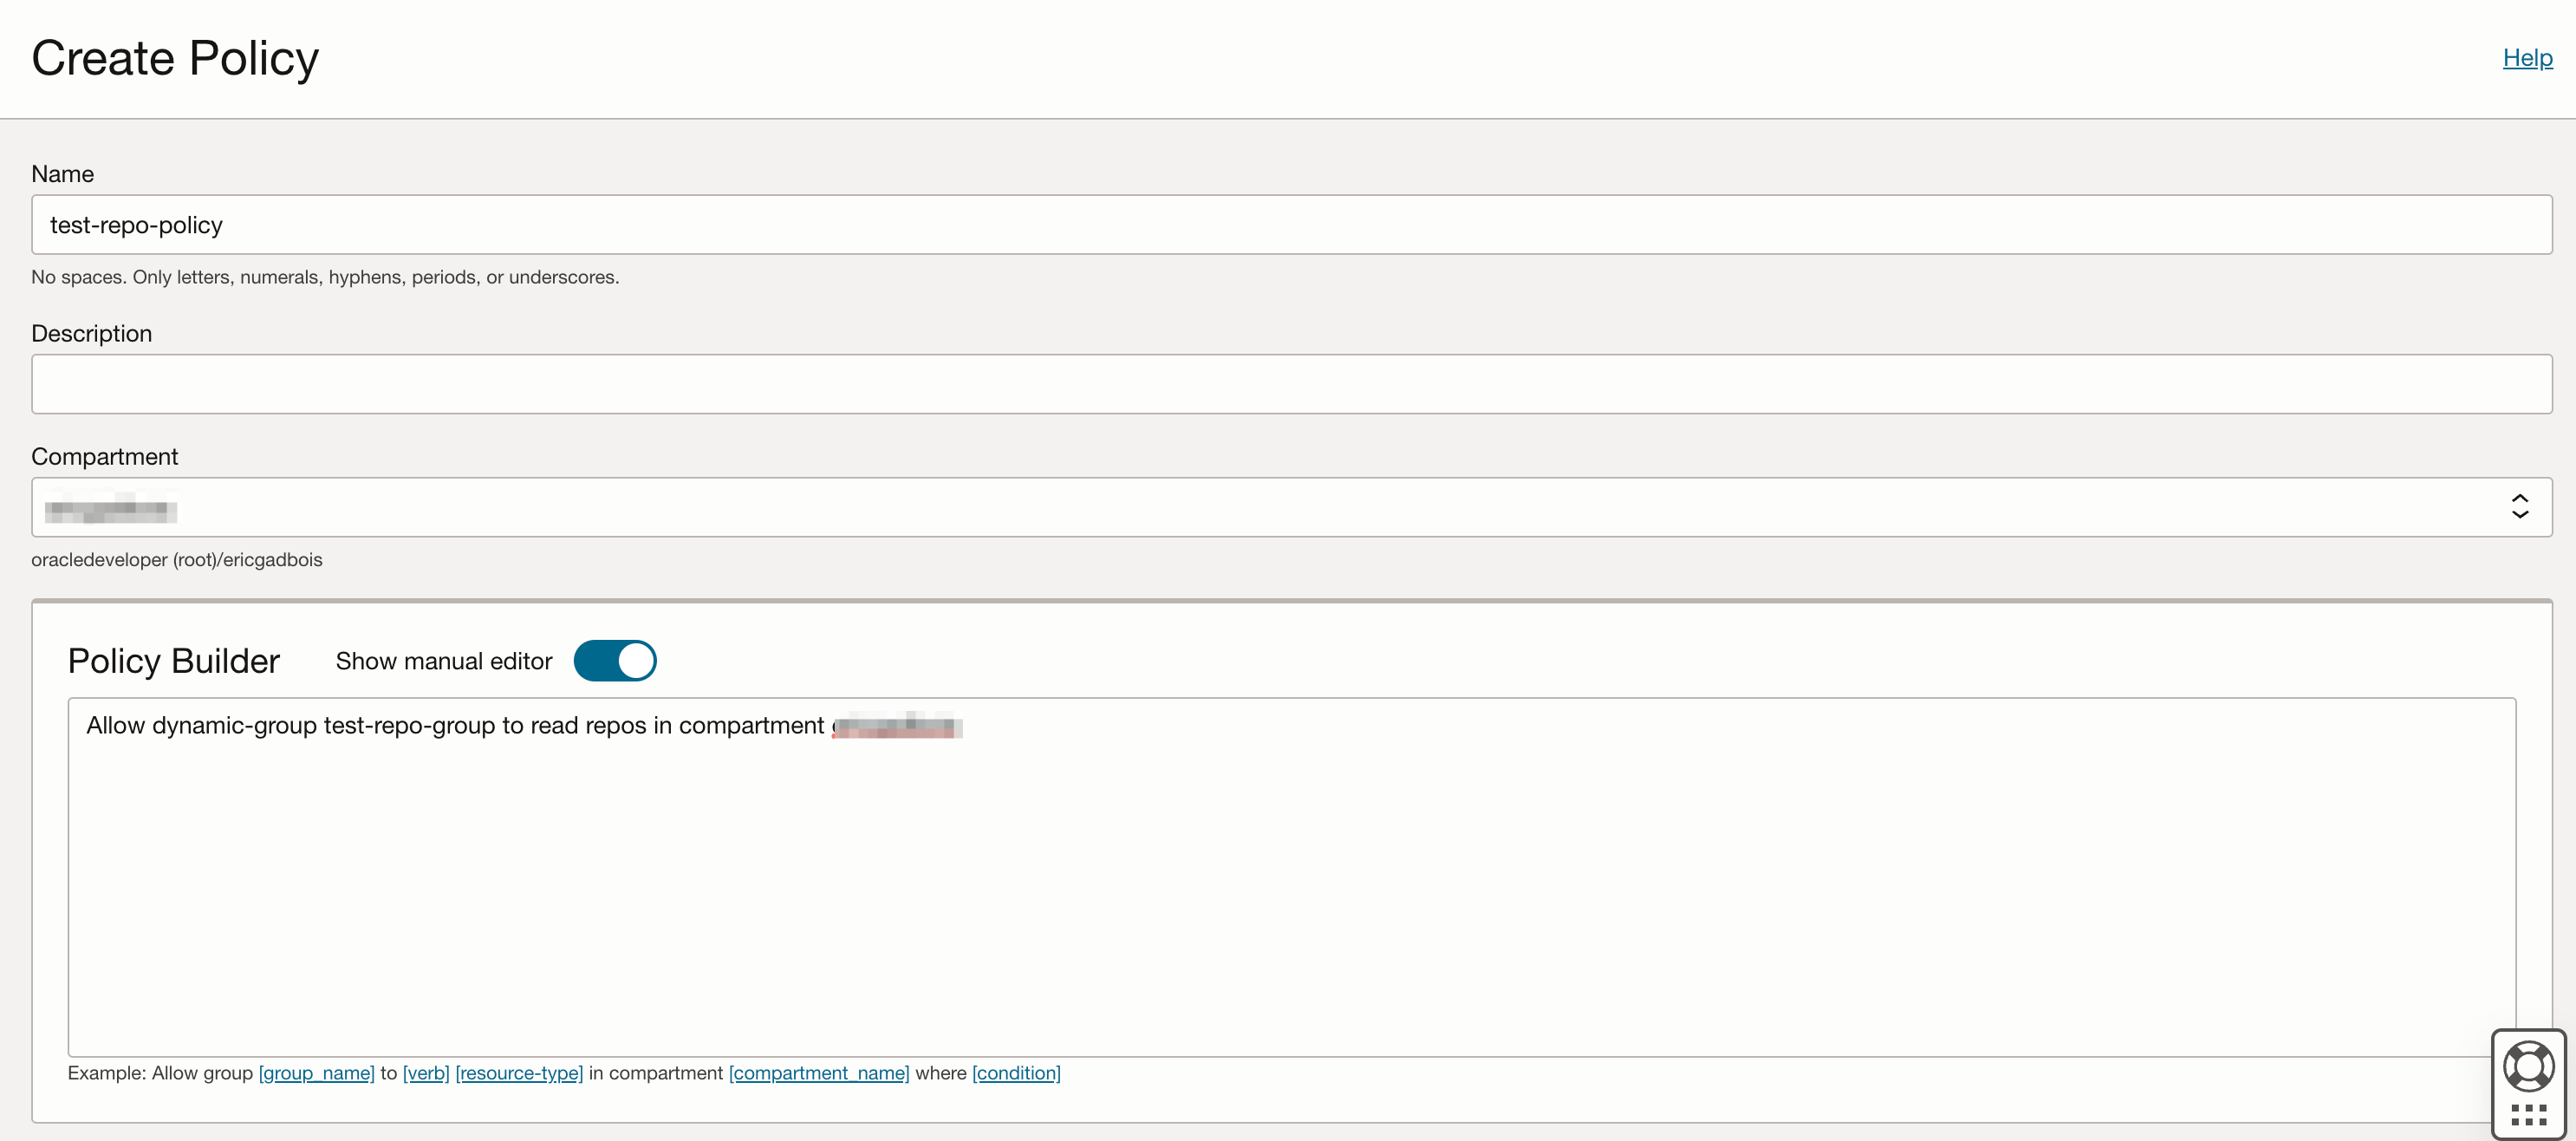 Create Policy
Help
Name
test-repo-policy
No spaces. Only letters, numerals, hyphens, periods, or underscores.
Description
Compartment
oracledeveloper (root)/ericgadbois
Policy Builder
Show manual editor
Allow dynamic-group test-repo-group to read repos in compartment
Example: Allow group [group_name] to [verb] [resource-type] in compartment [compartment_name] where [condition]